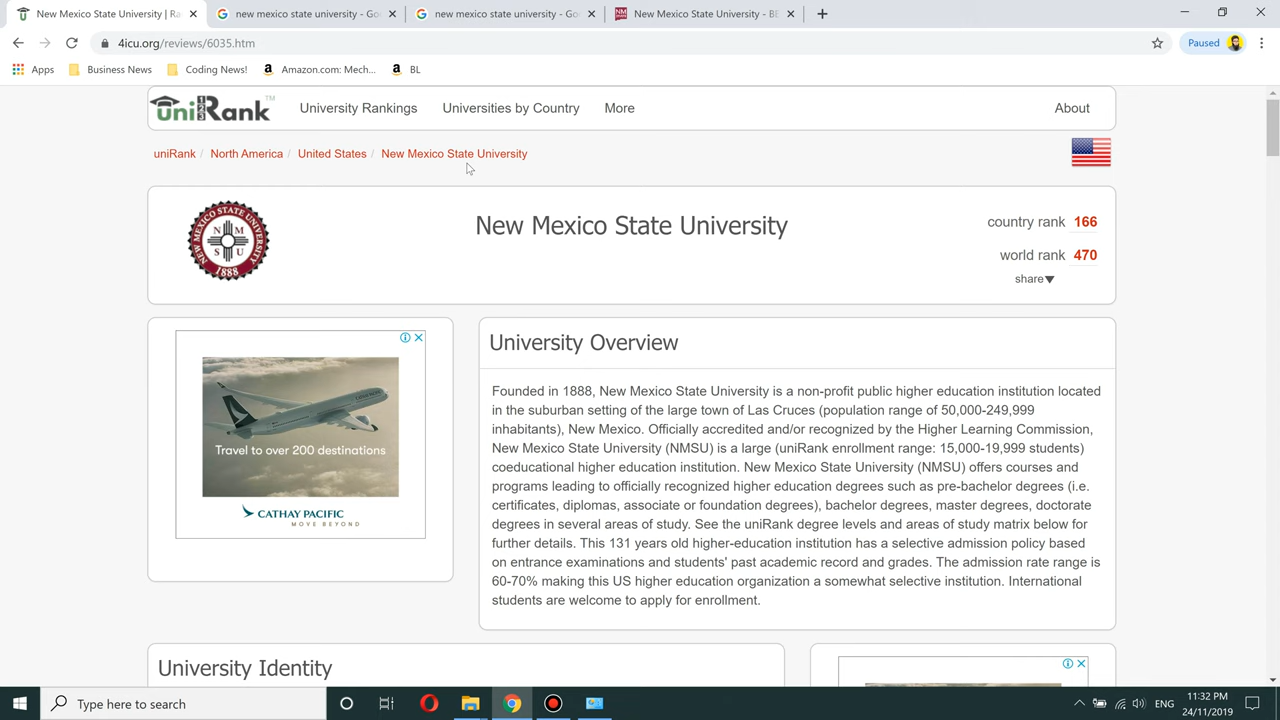 New Mexico State University | Ra
new mexico state university - Goo
new mexico state university - Goo
New Mexico State University - BE
4icu.org/reviews/6035.htm
Paused
Apps
Business News
Coding News!
Amazon.com: Mech...
BL
uniRank™
University Rankings
Universities by Country
More
About
uniRank / North America / United States / New Mexico State University
NEW MEXICO STATE UNIVERSITY
N M
S U
1888
New Mexico State University
country rank 166
world rank 470
share▼
Travel to over 200 destinations
CATHAY PACIFIC
MOVE BEYOND
University Overview
Founded in 1888, New Mexico State University is a non-profit public higher education institution located
in the suburban setting of the large town of Las Cruces (population range of 50,000-249,999
inhabitants), New Mexico. Officially accredited and/or recognized by the Higher Learning Commission,
New Mexico State University (NMSU) is a large (uniRank enrollment range: 15,000-19,999 students)
coeducational higher education institution. New Mexico State University (NMSU) offers courses and
programs leading to officially recognized higher education degrees such as pre-bachelor degrees (i.e.
certificates, diplomas, associate or foundation degrees), bachelor degrees, master degrees, doctorate
degrees in several areas of study. See the uniRank degree levels and areas of study matrix below for
further details. This 131 years old higher-education institution has a selective admission policy based
on entrance examinations and students' past academic record and grades. The admission rate range is
60-70% making this US higher education organization a somewhat selective institution. International
students are welcome to apply for enrollment.
University Identity
Type here to search
ENG
11:32 PM
24/11/2019